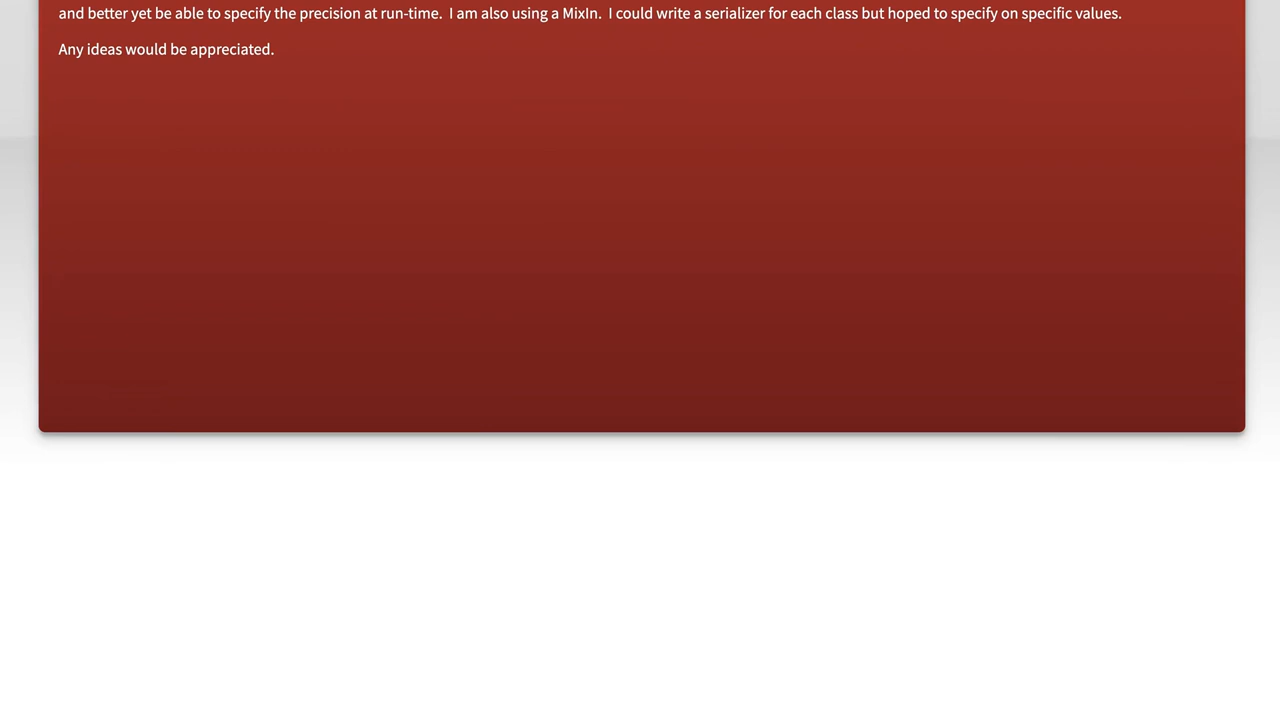 and better yet be able to specify the precision at run-time.  I am also using a MixIn.  I could write a serializer for each class but hoped to specify on specific values.
Any ideas would be appreciated.